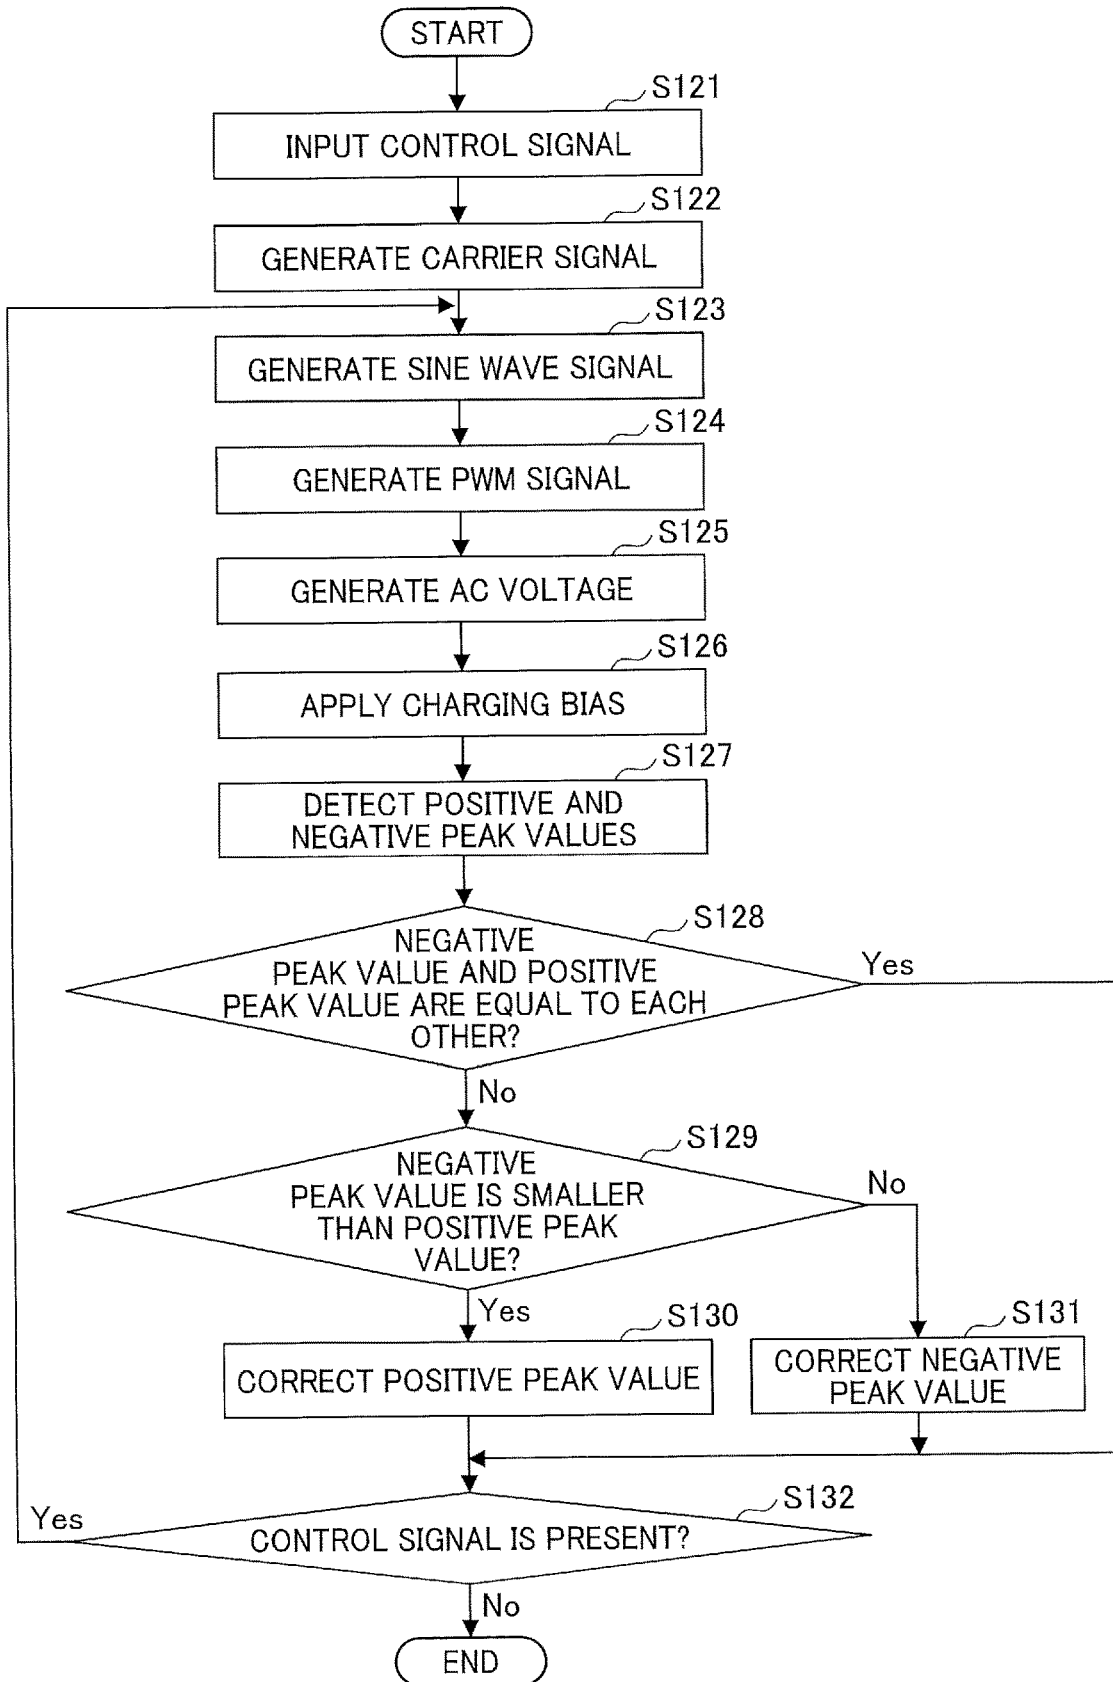 START
S121
INPUT CONTROL SIGNAL
S122
GENERATE CARRIER SIGNAL
S123
GENERATE SINE WAVE SIGNAL
S124
GENERATE PWM SIGNAL
S125
GENERATE AC VOLTAGE
S126
APPLY CHARGING BIAS
S127
DETECT POSITIVE AND
NEGATIVE PEAK VALUES
S128
NEGATIVE
PEAK VALUE AND POSITIVE
PEAK VALUE ARE EQUAL TO EACH
OTHER?
Yes
No
S129
NEGATIVE
PEAK VALUE IS SMALLER
THAN POSITIVE PEAK
VALUE?
No
Yes
S130
CORRECT POSITIVE PEAK VALUE
S131
CORRECT NEGATIVE
PEAK VALUE
S132
CONTROL SIGNAL IS PRESENT?
Yes
No
END